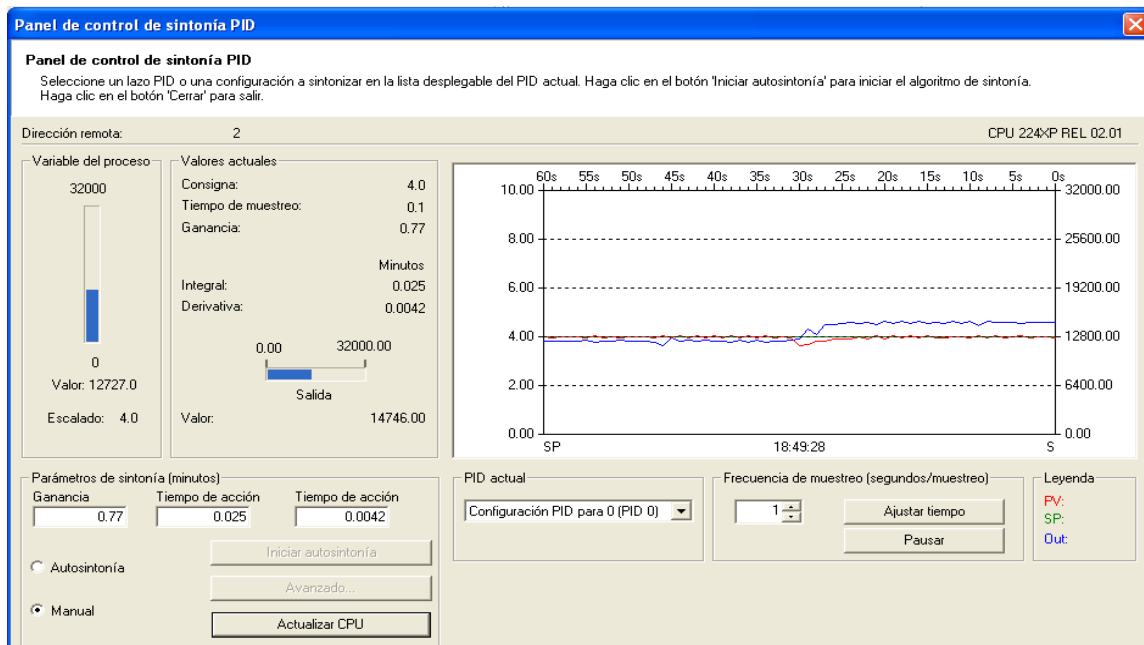 Panel de control de sintonía PID
Panel de control de sintonía PID
Seleccione un lazo PID o una configuración a sintonizar en la lista desplegable del PID actual. Haga clic en el botón 'Iniciar autosintonía' para iniciar el algoritmo de sintonía.
Haga clic en el botón 'Cerrar' para salir.
Dirección remota: 2 CPU 224XP REL 02.01
Variable del proceso
32000
0
Valor: 12727.0
Escalado: 4.0
Valores actuales
Consigna: 4.0
Tiempo de muestreo: 0.1
Ganancia: 0.77
Minutos
Integral: 0.025
Derivativa: 0.0042
0.00 32000.00
Salida
Valor: 14746.00
60s 55s 50s 45s 40s 35s 30s 25s 20s 15s 10s 5s 0s
10.00 32000.00
8.00 25600.00
6.00 19200.00
4.00 12800.00
2.00 6400.00
0.00 0.00
SP 18:49:28 S
Parámetros de sintonía (minutos)
Ganancia Tiempo de acción Tiempo de acción
0.77 0.025 0.0042
Autosintonía
Manual
Iniciar autosintonía
Avanzado...
Actualizar CPU
PID actual
Configuración PID para 0 (PID 0)
Frecuencia de muestreo (segundos/muestreo)
1
Ajustar tiempo
Pausar
Leyenda
PV:
SP:
Out: